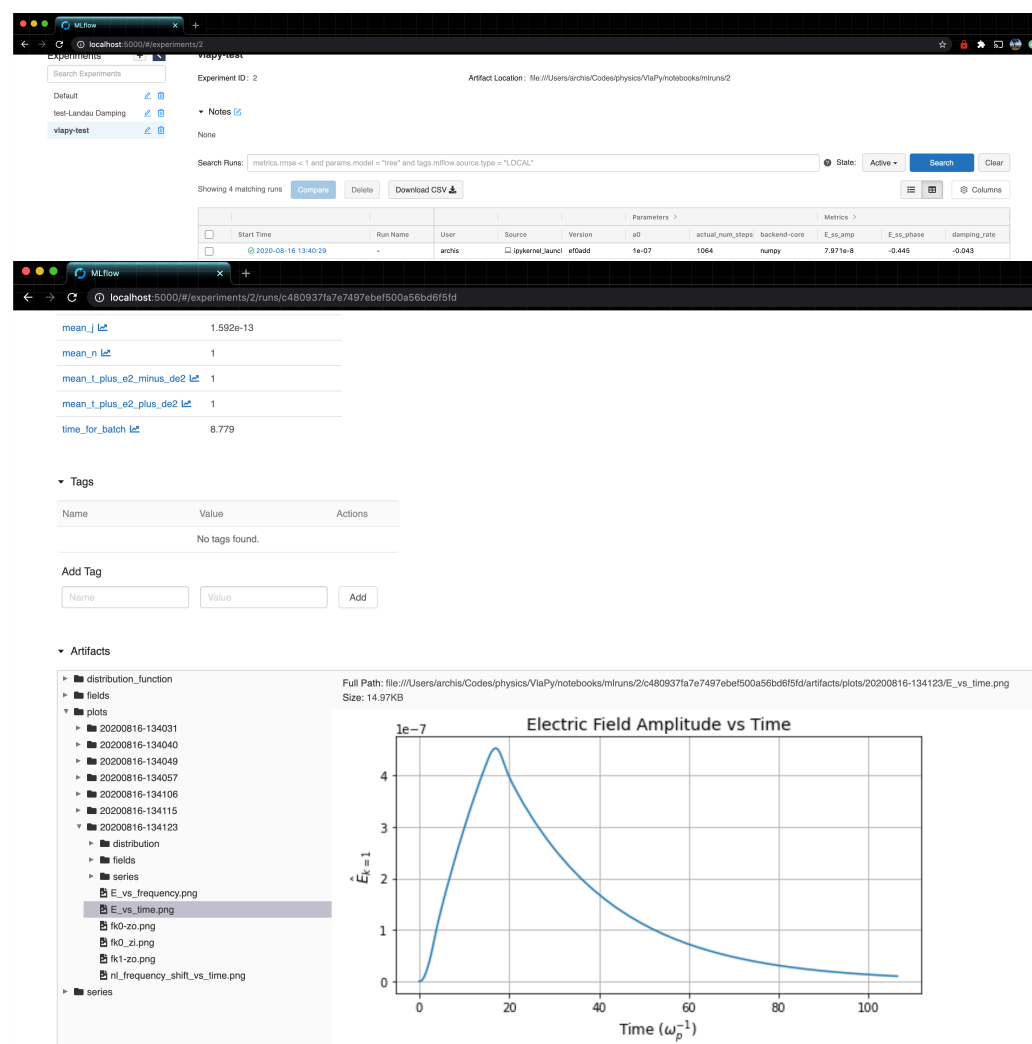 MLflow
localhost:5000/#/experiments/2
Experiments
vlapy-test
Search Experiments
Experiment ID: 2
Artifact Location: file:///Users/archis/Codes/physics/VlaPy/notebooks/mlruns/2
Default
test-Landau Damping
Notes
vlapy-test
None
Search Runs:
metrics.rmse < 1 and params.model = "tree" and tags.mlflow.source.type = "LOCAL"
State:
Active
Search
Clear
Showing 4 matching runs
Compare
Delete
Download CSV
Columns
Parameters >
Metrics >
Start Time
Run Name
User
Source
Version
a0
actual_num_steps
backend-core
E_ss_amp
E_ss_phase
damping_rate
2020-08-16 13:40:29
-
archis
ipykernel_launcl
ef0add
1e-07
1064
numpy
7.971e-8
-0.445
-0.043
MLflow
localhost:5000/#/experiments/2/runs/c480937fa7e7497ebef500a56bd6f5fd
mean_j 1.592e-13
mean_n 1
mean_t_plus_e2_minus_de2 1
mean_t_plus_e2_plus_de2 1
time_for_batch 8.779
Tags
Name Value Actions
No tags found.
Add Tag
Name Value Add
Artifacts
distribution_function
fields
plots
20200816-134031
20200816-134040
20200816-134049
20200816-134057
20200816-134106
20200816-134115
20200816-134123
distribution
fields
series
E_vs_frequency.png
E_vs_time.png
fk0-zo.png
fk0_zi.png
fk1-zo.png
nl_frequency_shift_vs_time.png
series
Full Path: file:///Users/archis/Codes/physics/VlaPy/notebooks/mlruns/2/c480937fa7e7497ebef500a56bd6f5fd/artifacts/plots/20200816-134123/E_vs_time.png
Size: 14.97KB
1e−7
Electric Field Amplitude vs Time
4
3
2
1
0
Ê_{k=1}
0 20 40 60 80 100
Time (ω_p^{-1})